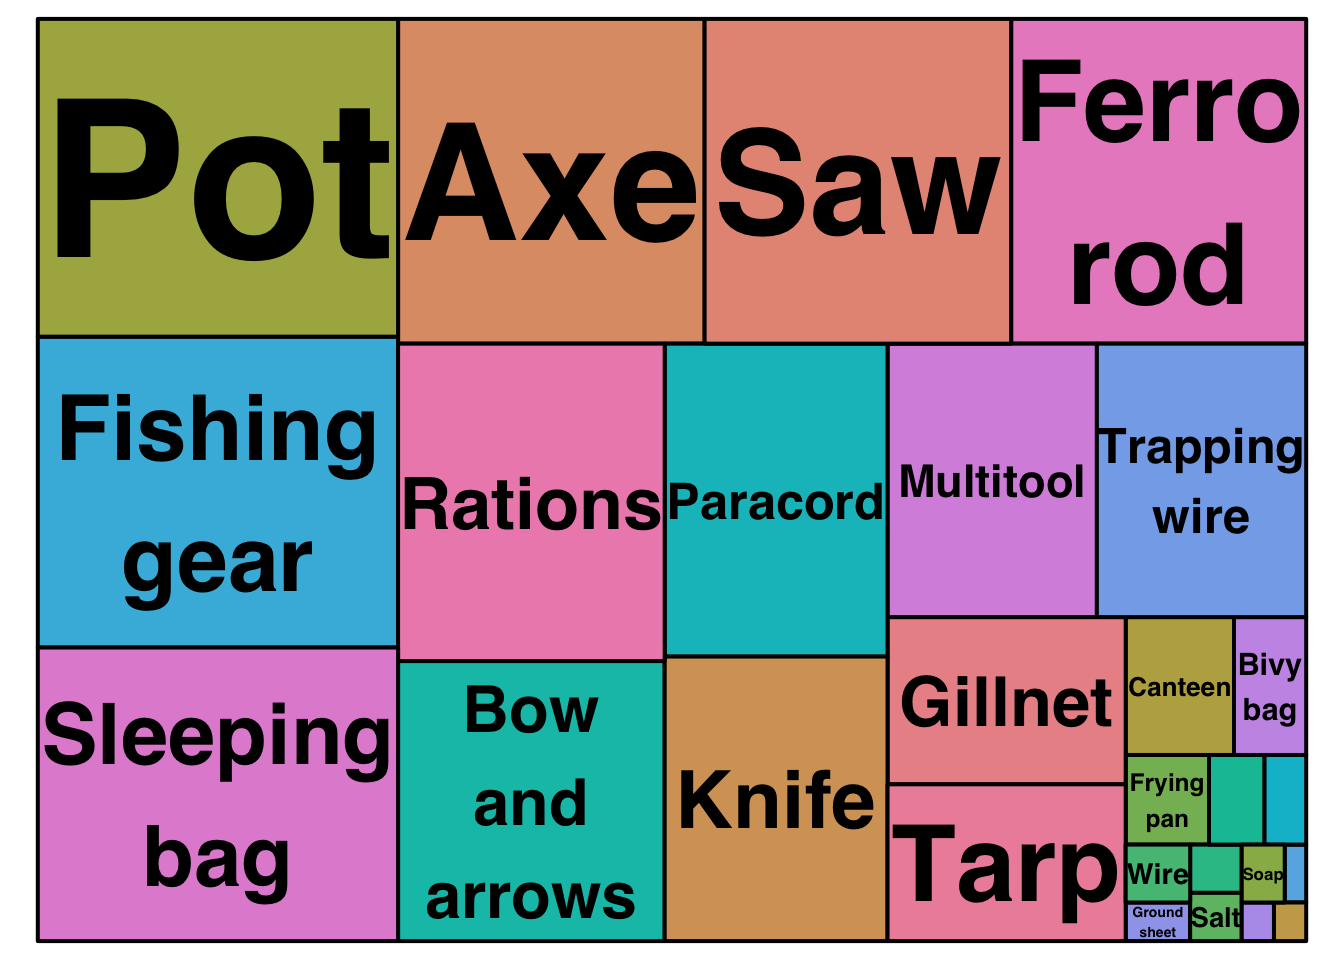 Pot
Axe
Saw
Ferro
rod
Fishing
gear
Rations
Paracord
Multitool
Trapping
wire
Sleeping
bag
Bow
and
arrows
Knife
Gillnet
Tarp
Canteen
Bivy
bag
Frying
pan
Wire
Soap
Ground
sheet
Salt